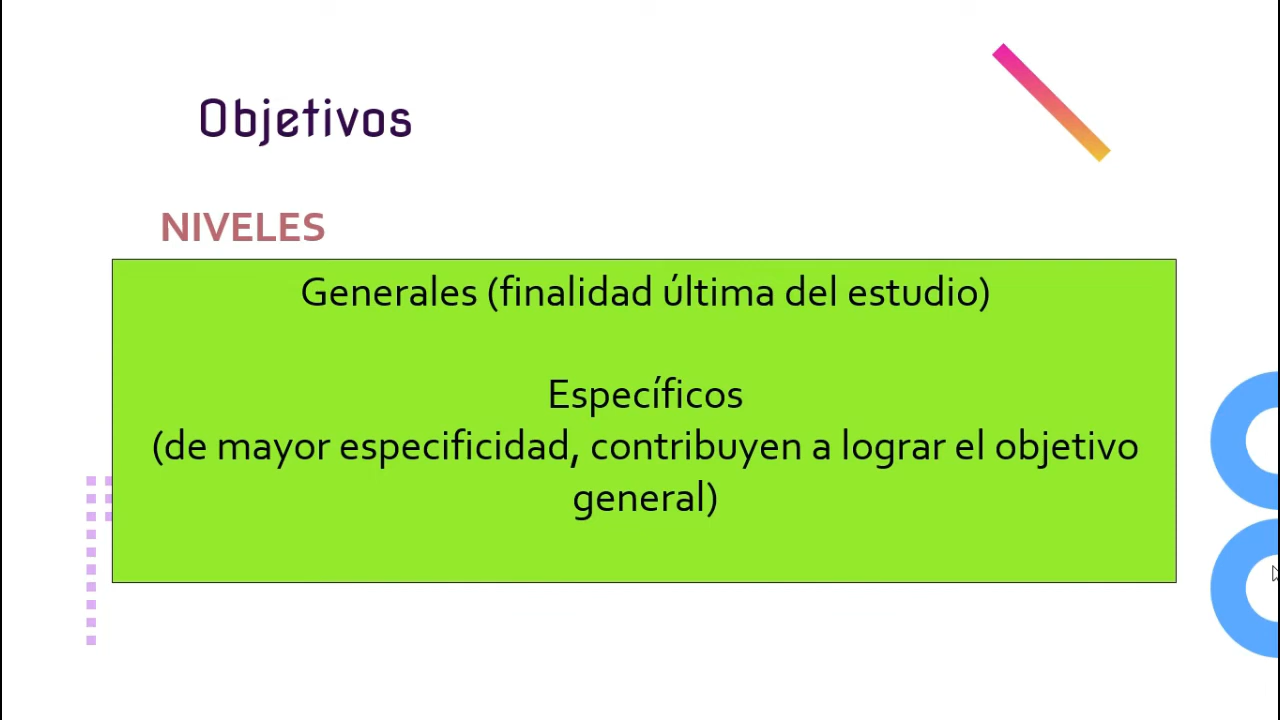 Objetivos
NIVELES
Generales (finalidad última del estudio)
Específicos
(de mayor especificidad, contribuyen a lograr el objetivo
general)